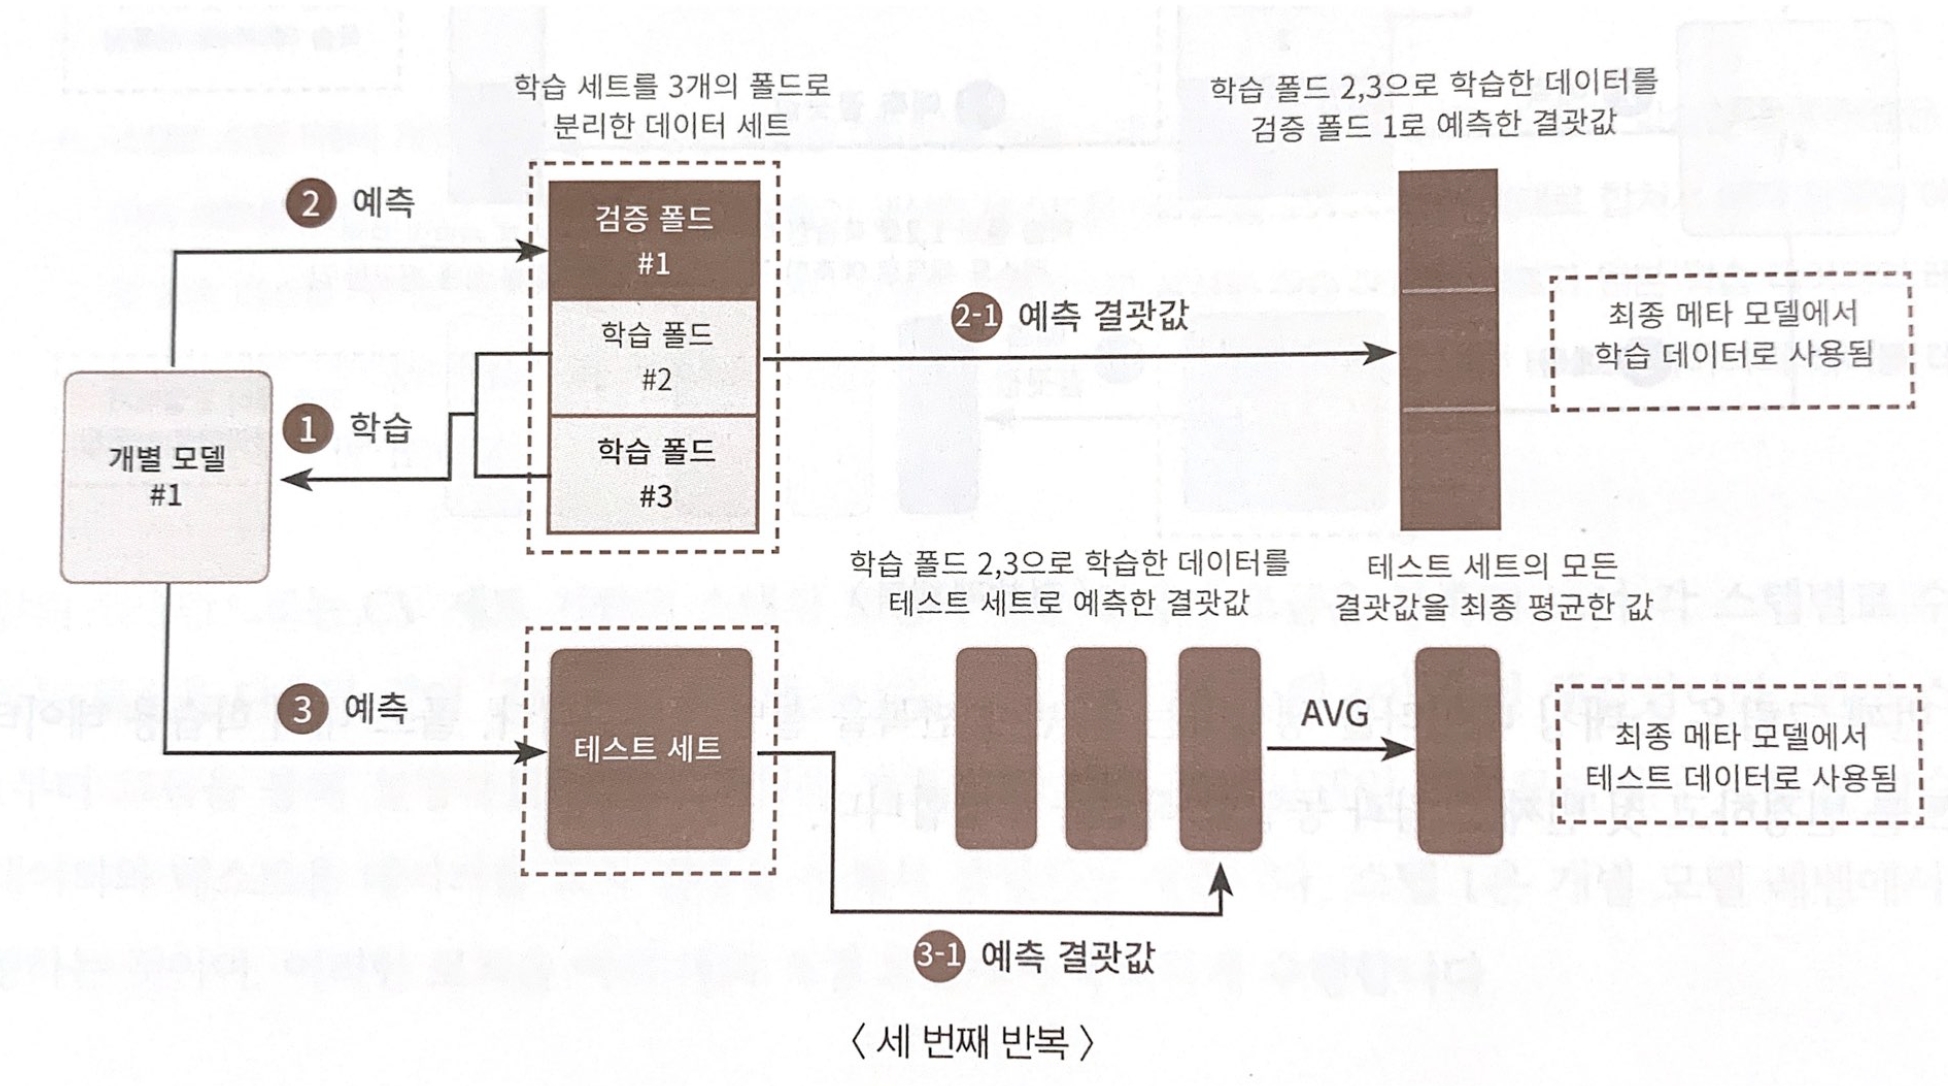 학습 세트를 3개의 폴드로
분리한 데이터 세트
학습 폴드 2,3으로 학습한 데이터를
검증 폴드 1로 예측한 결괏값
2 예측
검증 폴드
#1
2-1 예측 결괏값
최종 메타 모델에서
학습 데이터로 사용됨
학습 폴드
#2
1 학습
개별 모델
#1
학습 폴드
#3
학습 폴드 2,3으로 학습한 데이터를
테스트 세트로 예측한 결괏값
테스트 세트의 모든
결괏값을 최종 평균한 값
3 예측
테스트 세트
AVG
최종 메타 모델에서
테스트 데이터로 사용됨
3-1 예측 결괏값
〈 세 번째 반복 〉